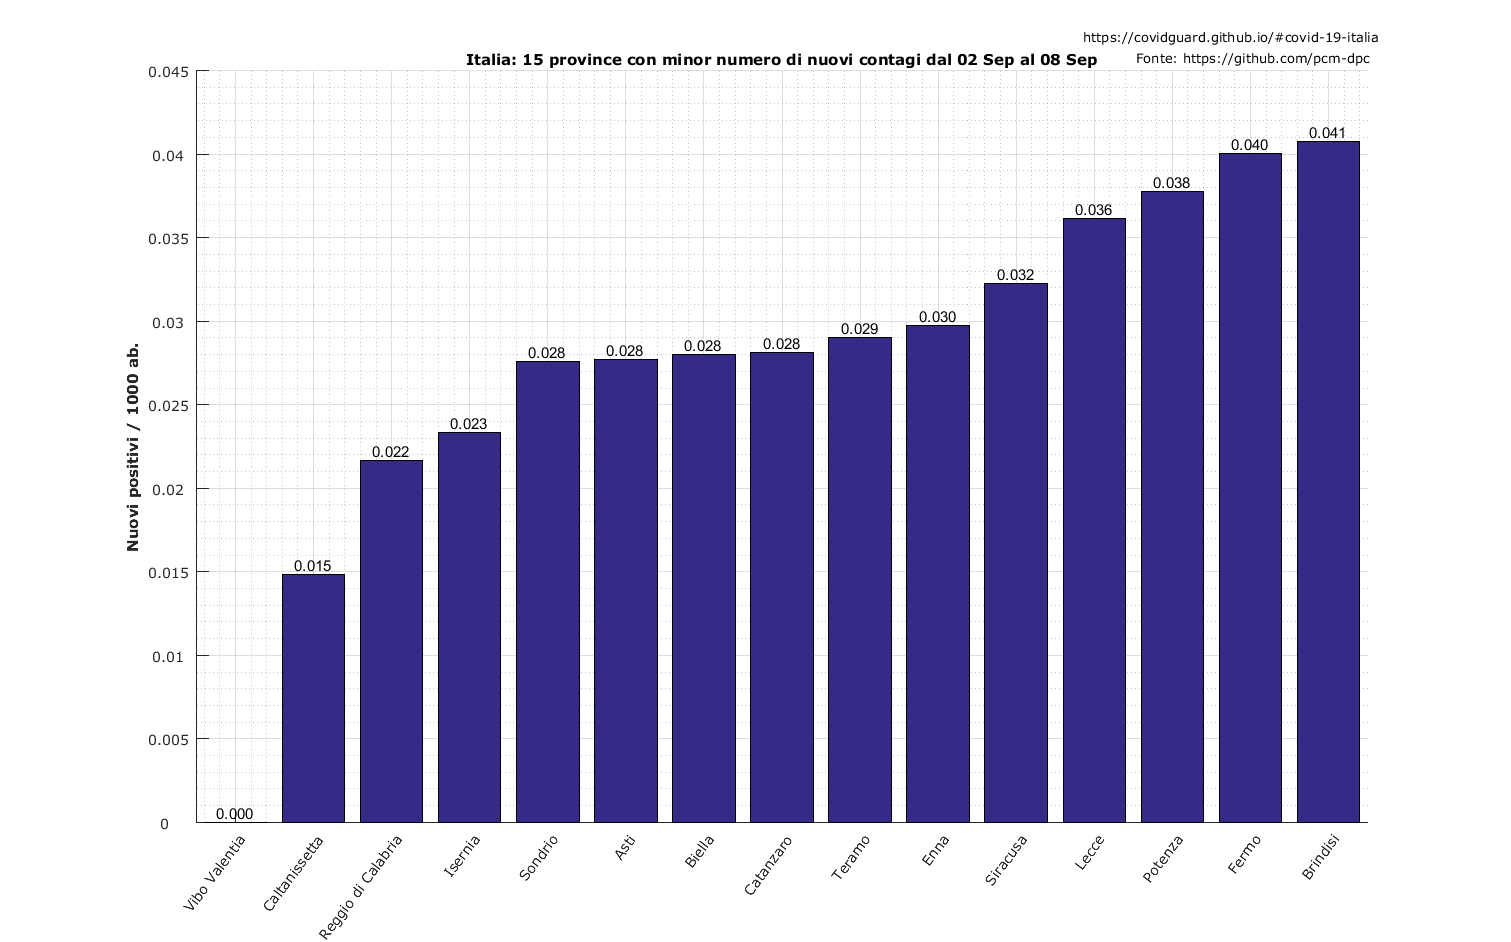 https://covidguard.github.io/#covid-19-italia
Italia: 15 province con minor numero di nuovi contagi dal 02 Sep al 08 Sep
Fonte: https://github.com/pcm-dpc
Nuovi positivi / 1000 ab.
0.045
0.04
0.035
0.03
0.025
0.02
0.015
0.01
0.005
0
0.000
0.015
0.022
0.023
0.028
0.028
0.028
0.028
0.029
0.030
0.032
0.036
0.038
0.040
0.041
Vibo Valentia
Caltanissetta
Reggio di Calabria
Isernia
Sondrio
Asti
Biella
Catanzaro
Teramo
Enna
Siracusa
Lecce
Potenza
Fermo
Brindisi